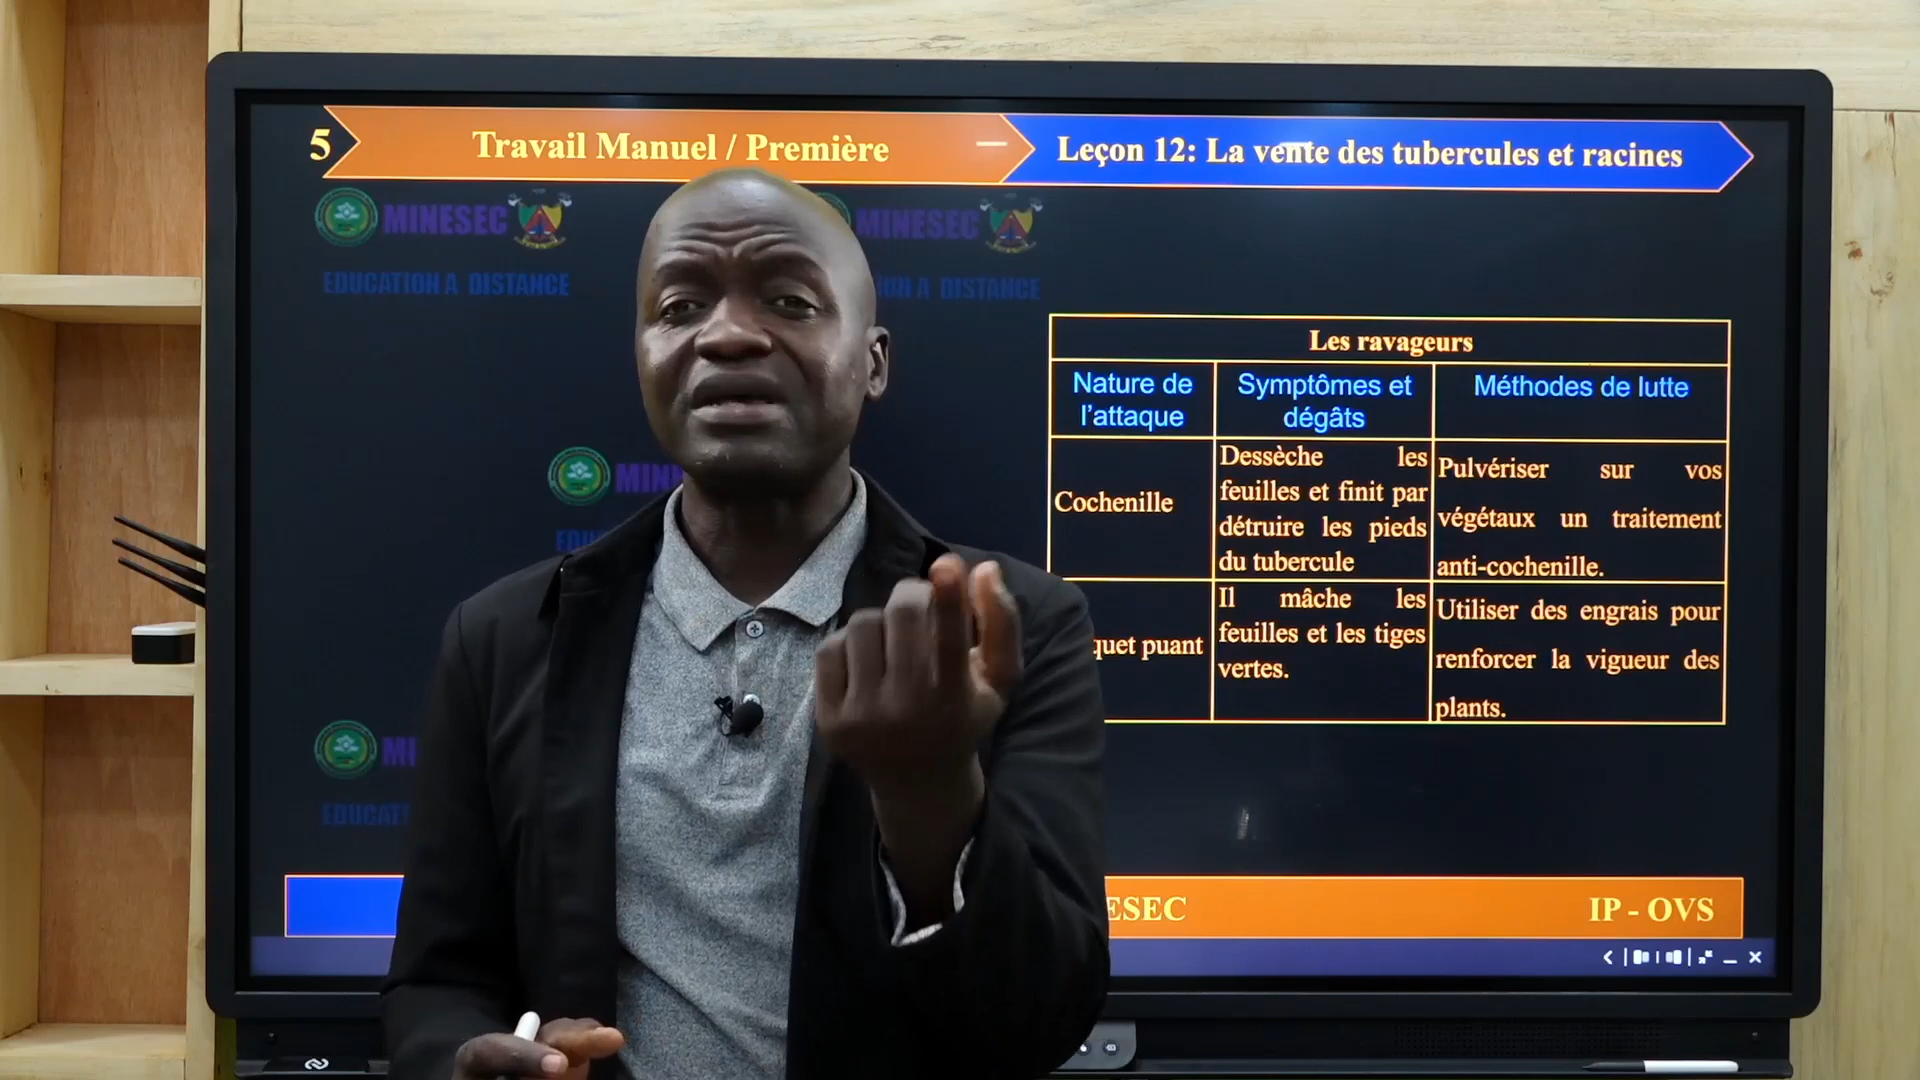 5
Travail Manuel / Première
Leçon 12: La vente des tubercules et racines
MINESEC
MINESEC
EDUCATION A DISTANCE
A DISTANCE
Les ravageurs
Nature de
l'attaque
Symptômes et
dégâts
Méthodes de lutte
Cochenille
Dessèche les
feuilles et finit par
détruire les pieds
du tubercule
Pulvériser sur vos
végétaux un traitement
anti-cochenille.
puant
Il mâche les
feuilles et les tiges
vertes.
Utiliser des engrais pour
renforcer la vigueur des
plants.
IP - OVS